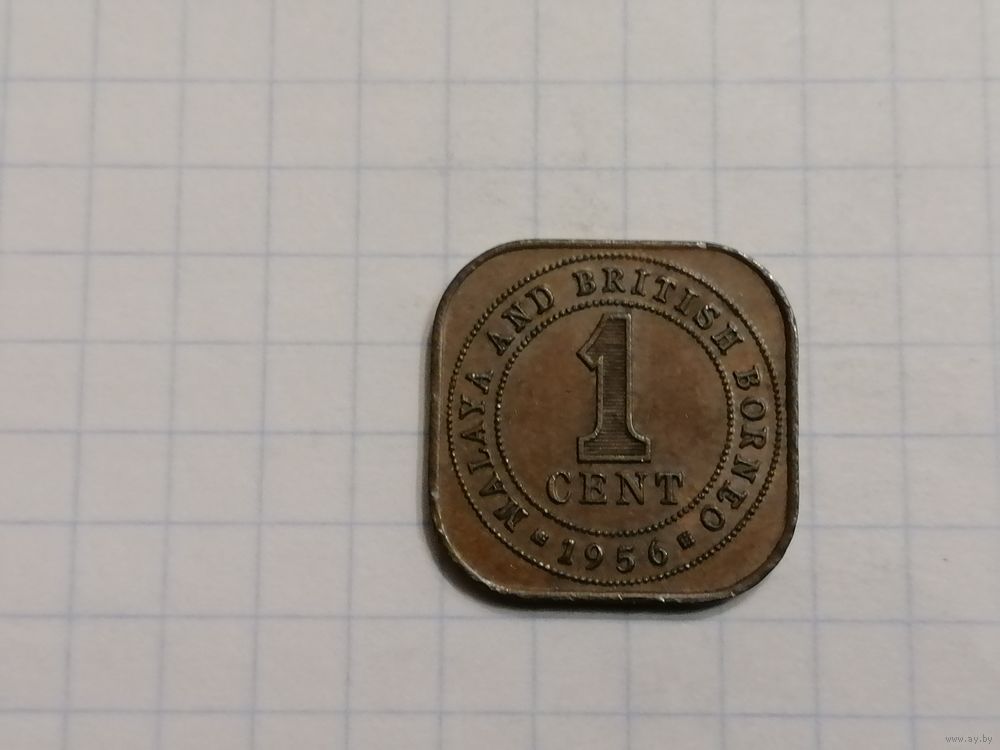 MALAYA AND BRITISH BORNEO
1
CENT
1956
www.ay.by